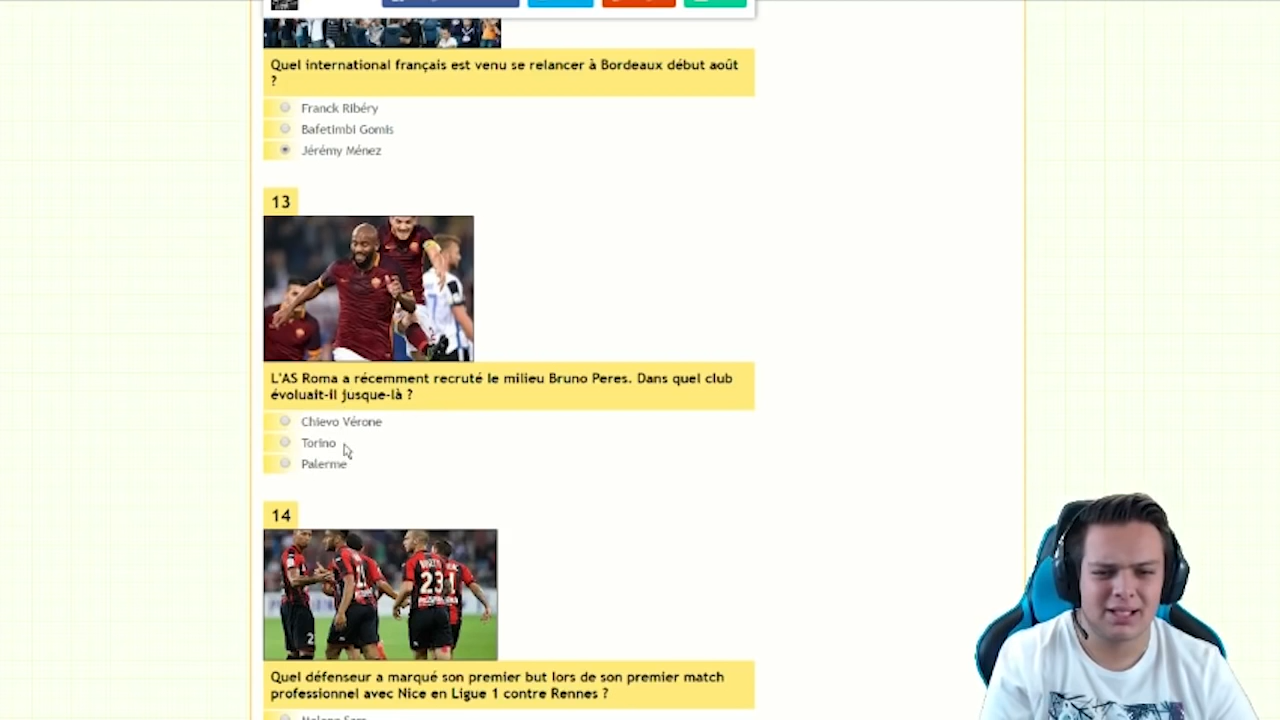 Quel international français est venu se relancer à Bordeaux début août
?
Franck Ribéry
Bafetimbi Gomis
Jérémy Ménez
13
L'AS Roma a récemment recruté le milieu Bruno Peres. Dans quel club
évoluait-il jusque-là ?
Chievo Vérone
Torino
Palerme
14
23
Quel défenseur a marqué son premier but lors de son premier match
professionnel avec Nice en Ligue 1 contre Rennes ?